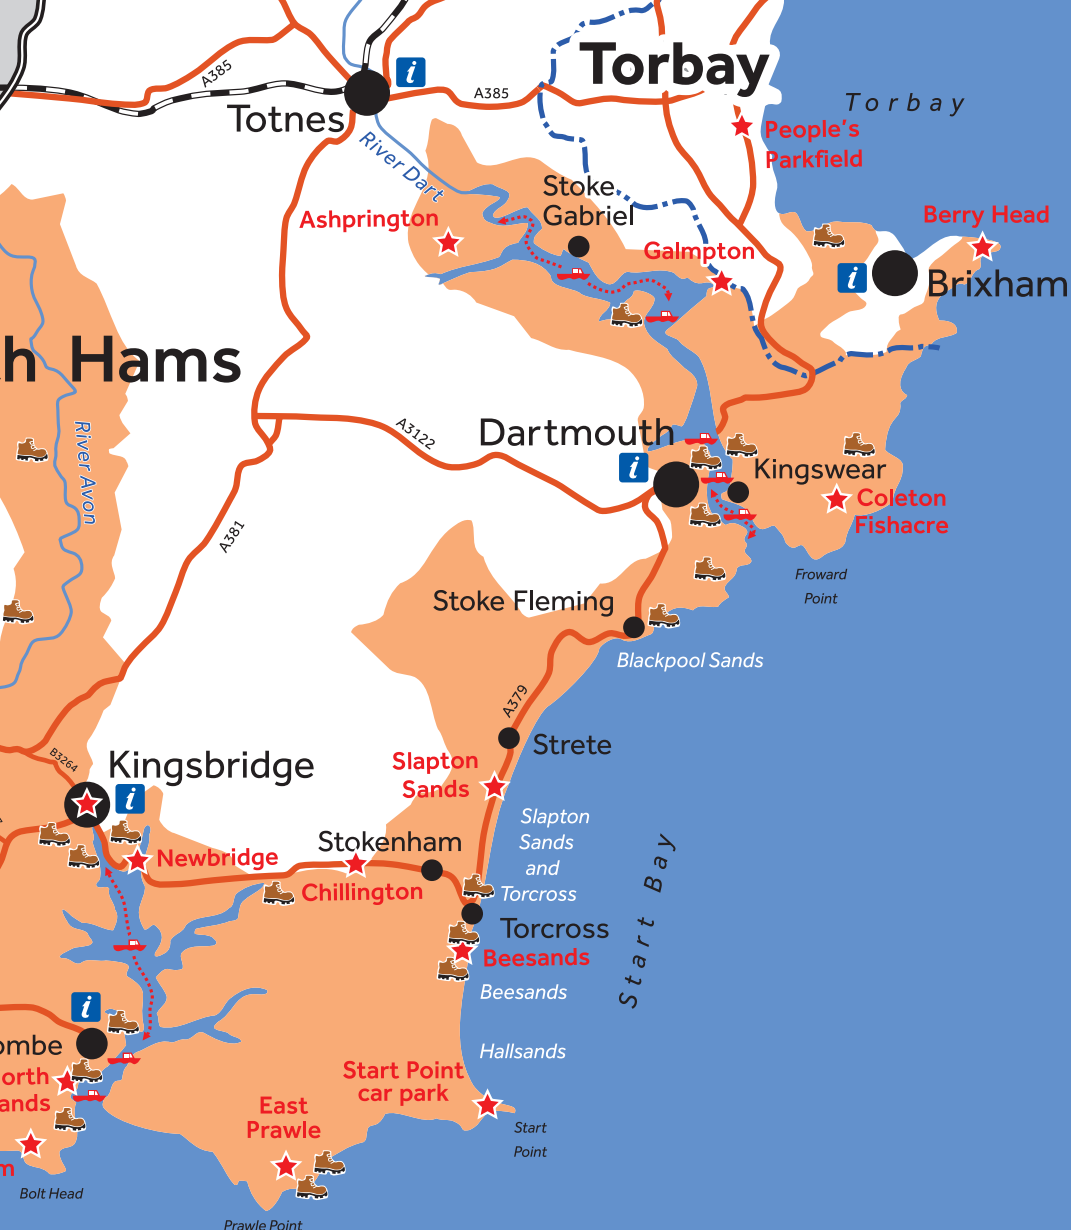 Torbay
A385
A385
Torbay
Totnes
People's
Parkfield
River Dart
Stoke
Gabriel
Ashprington
Berry Head
Galmpton
Brixham
h Hams
River Avon
A3122
Dartmouth
Kingswear
Coleton
Fishacre
A381
Froward
Point
Stoke Fleming
Blackpool Sands
A379
Strete
B3264
Kingsbridge
Slapton
Sands
Slapton
Sands
and
Torcross
Stokenham
Newbridge
Chillington
Start Bay
Torcross
Beesands
Beesands
ombe
Hallsands
orth
ands
Start Point
car park
East
Prawle
Start
Point
m
Bolt Head
Prawle Point